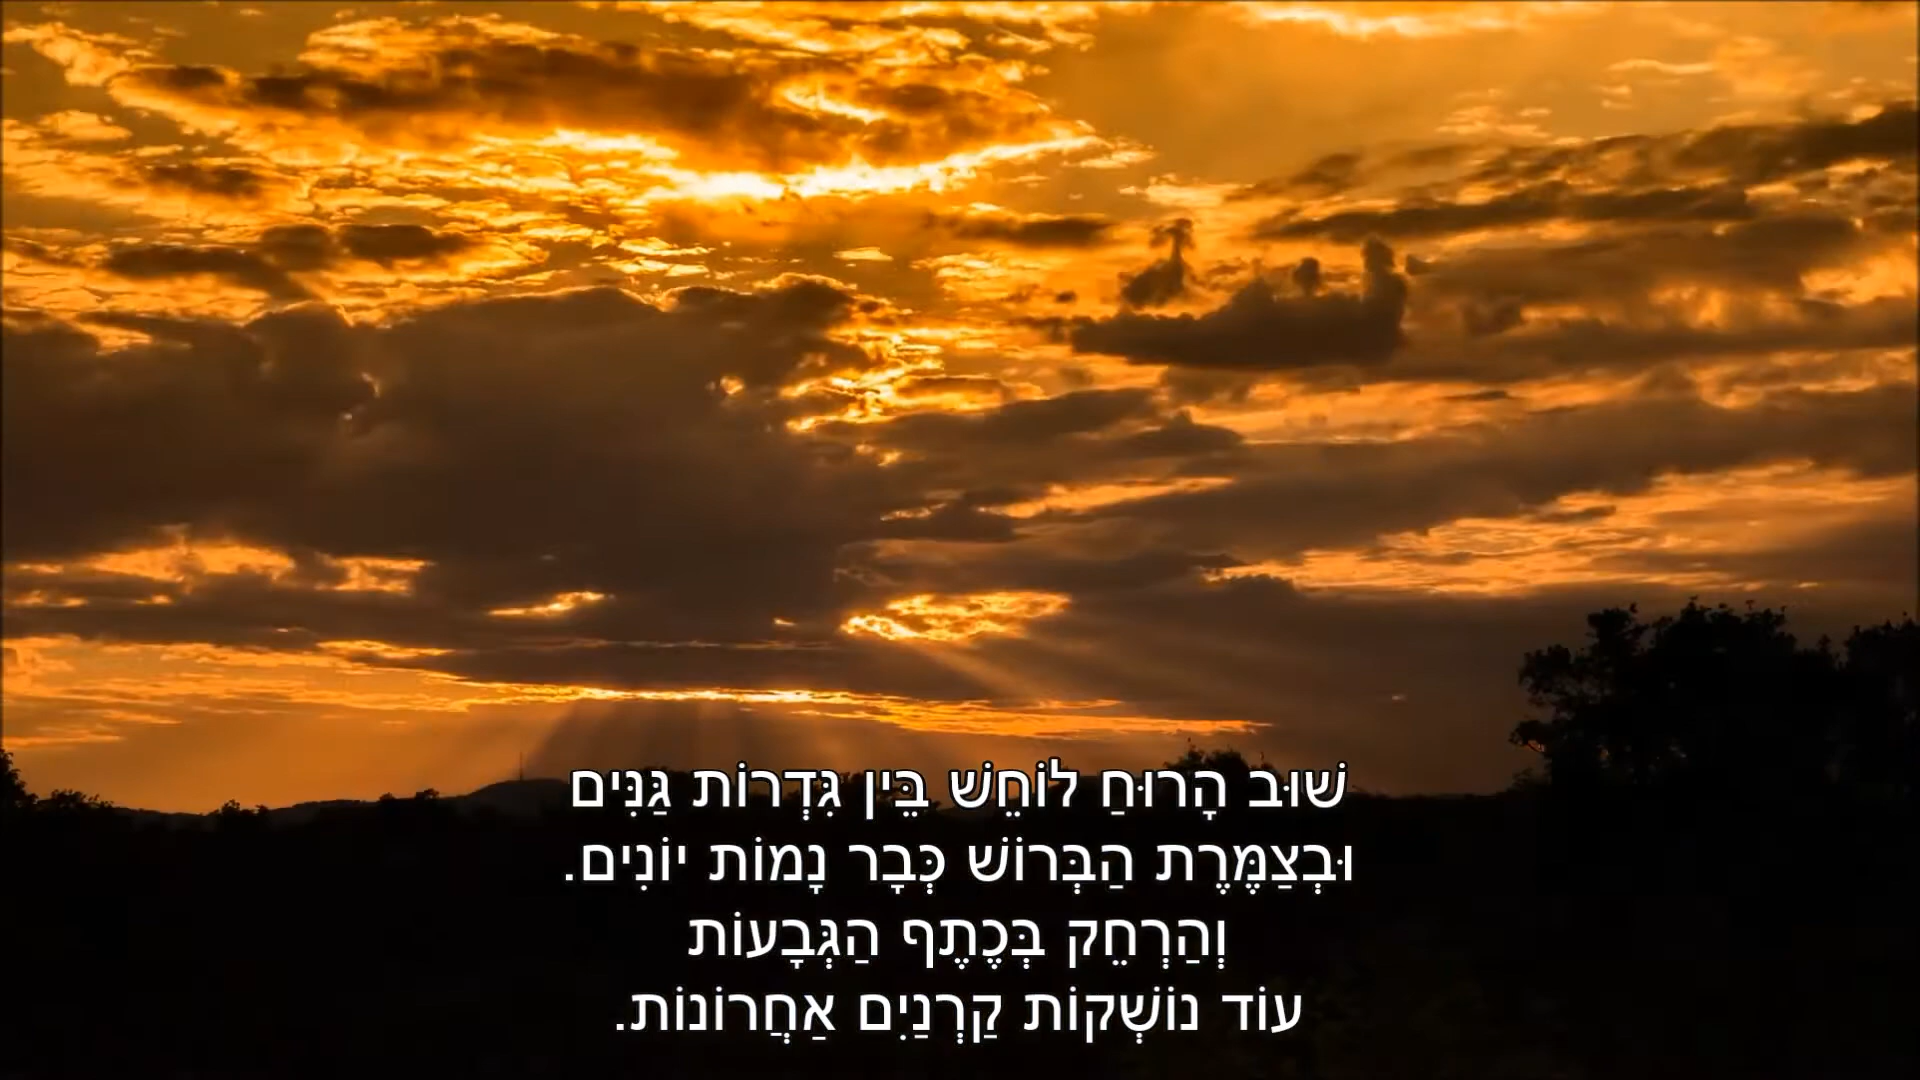 שׁוּב הָרוּחַ לוֹחֵשׁ בֵּין גִּדְרוֹת גַּנִּים
וּבְצַמֶּרֶת הַבְּרוֹשׁ כְּבָר נָמוֹת יוֹנִים.
וְהַרְחֵק בְּכֶתֶף הַגְּבָעוֹת
עוֹד נוֹשְׁקוֹת קַרְנַיִם אַחֲרוֹנוֹת.